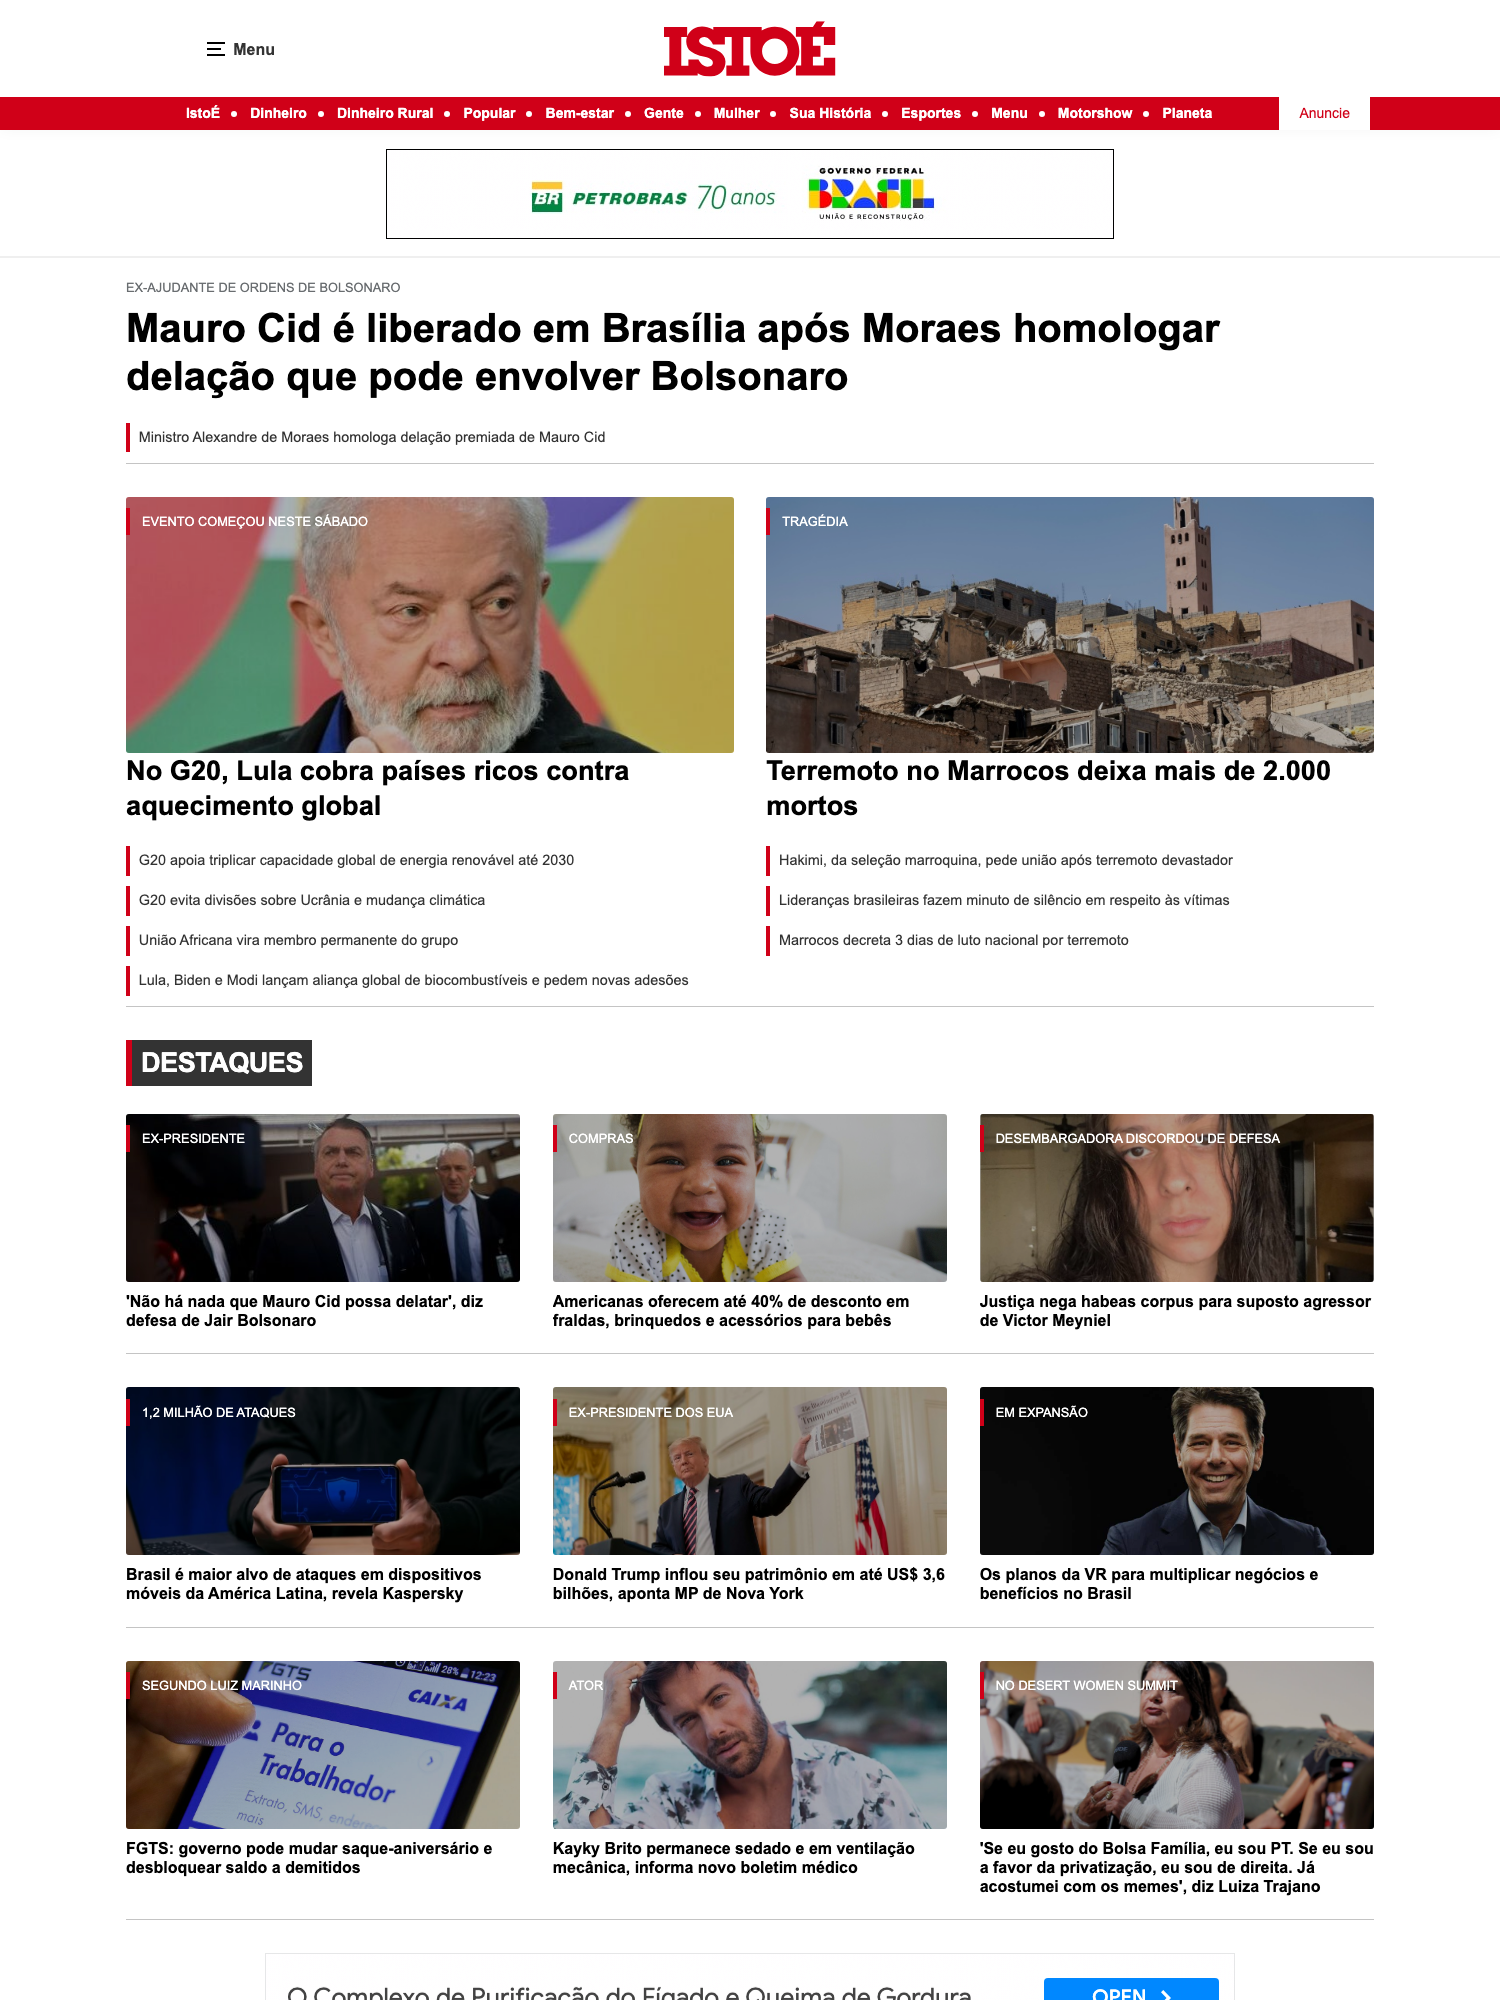 Menu
ISTOÉ
IstoÉ • Dinheiro • Dinheiro Rural • Popular • Bem-estar • Gente • Mulher • Sua História • Esportes • Menu • Motorshow • Planeta
Anuncie
BR PETROBRAS 70 anos
GOVERNO FEDERAL
BRASIL
UNIÃO E RECONSTRUÇÃO
EX-AJUDANTE DE ORDENS DE BOLSONARO
Mauro Cid é liberado em Brasília após Moraes homologar
delação que pode envolver Bolsonaro
Ministro Alexandre de Moraes homologa delação premiada de Mauro Cid
EVENTO COMEÇOU NESTE SÁBADO
No G20, Lula cobra países ricos contra
aquecimento global
G20 apoia triplicar capacidade global de energia renovável até 2030
G20 evita divisões sobre Ucrânia e mudança climática
União Africana vira membro permanente do grupo
Lula, Biden e Modi lançam aliança global de biocombustíveis e pedem novas adesões
TRAGÉDIA
Terremoto no Marrocos deixa mais de 2.000
mortos
Hakimi, da seleção marroquina, pede união após terremoto devastador
Lideranças brasileiras fazem minuto de silêncio em respeito às vítimas
Marrocos decreta 3 dias de luto nacional por terremoto
DESTAQUES
EX-PRESIDENTE
'Não há nada que Mauro Cid possa delatar', diz
defesa de Jair Bolsonaro
COMPRAS
Americanas oferecem até 40% de desconto em
fraldas, brinquedos e acessórios para bebês
DESEMBARGADORA DISCORDOU DE DEFESA
Justiça nega habeas corpus para suposto agressor
de Victor Meyniel
1,2 MILHÃO DE ATAQUES
Brasil é maior alvo de ataques em dispositivos
móveis da América Latina, revela Kaspersky
EX-PRESIDENTE DOS EUA
Donald Trump inflou seu patrimônio em até US$ 3,6
bilhões, aponta MP de Nova York
EM EXPANSÃO
Os planos da VR para multiplicar negócios e
benefícios no Brasil
SEGUNDO LUIZ MARINHO
FGTS
28% 12:23
CAIXA
Para o
Trabalhador
Extrato, SMS,
mais
FGTS: governo pode mudar saque-aniversário e
desbloquear saldo a demitidos
ATOR
Kayky Brito permanece sedado e em ventilação
mecânica, informa novo boletim médico
NO DESERT WOMEN SUMMIT
'Se eu gosto do Bolsa Família, eu sou PT. Se eu sou
a favor da privatização, eu sou de direita. Já
acostumei com os memes', diz Luiza Trajano
O Complexo de Purificação do Fígado e Queima de Gordura
OPEN